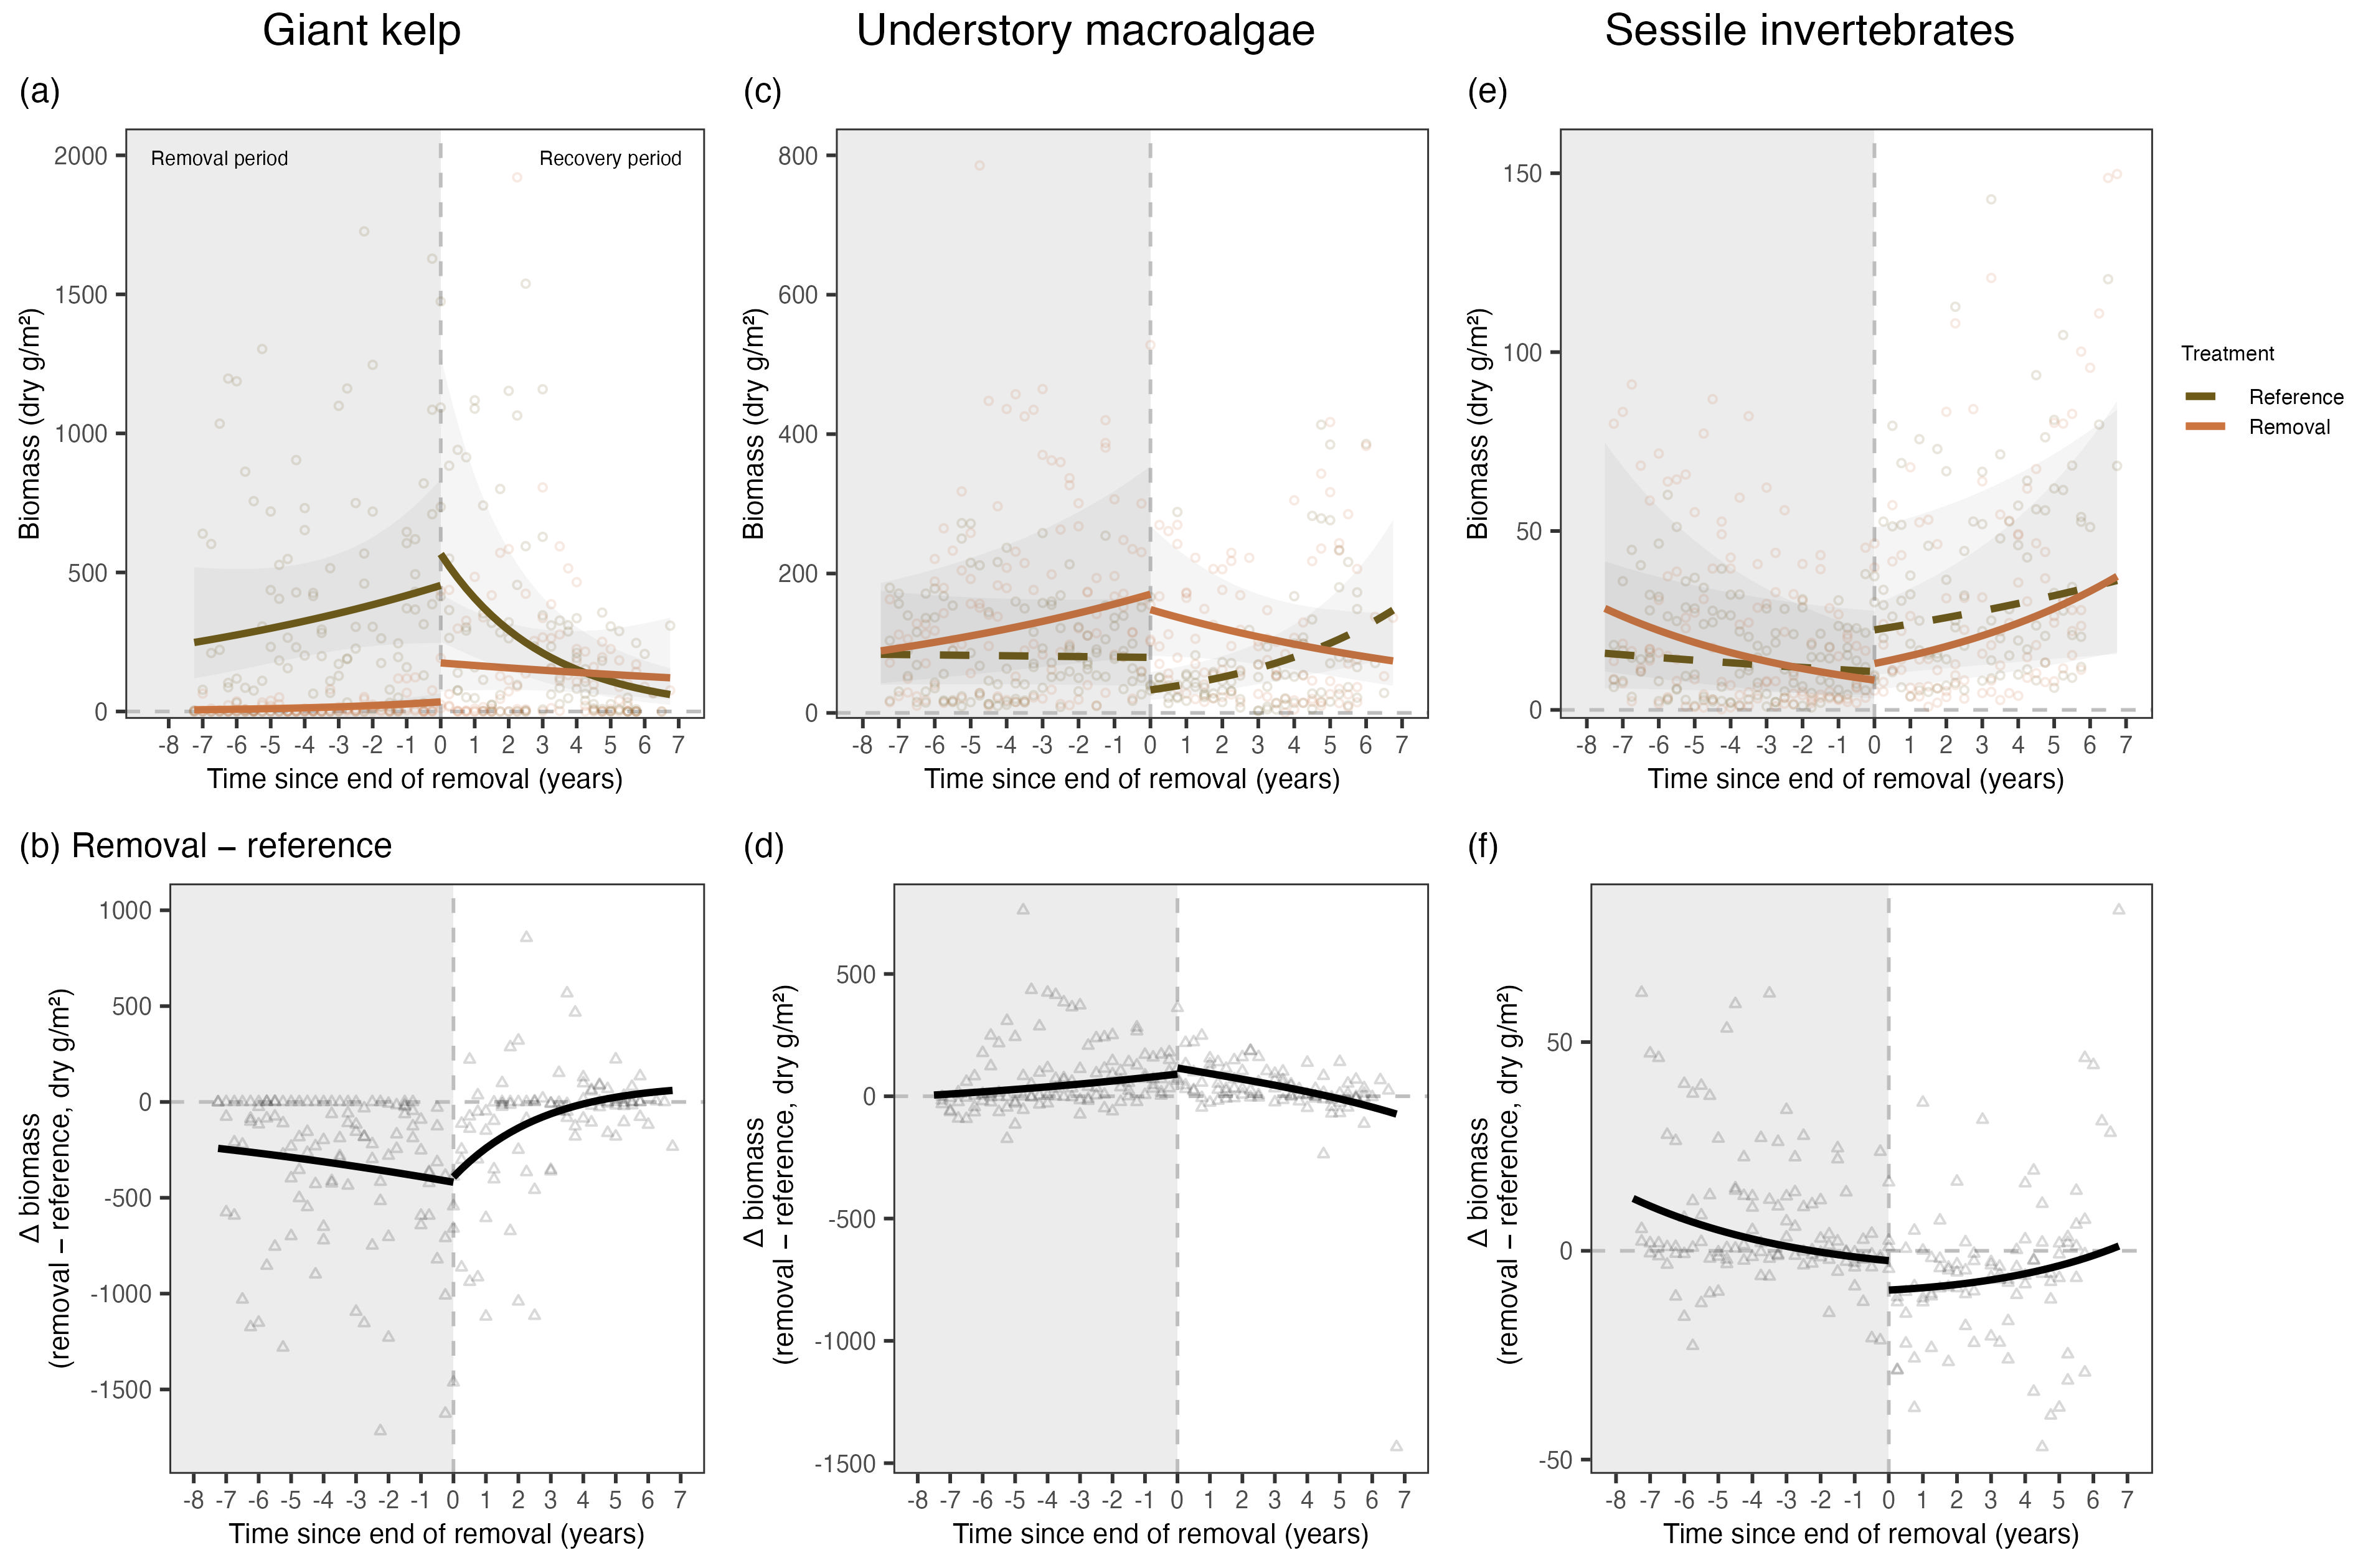 Giant kelp
Understory macroalgae
Sessile invertebrates
(a)
Removal period
Recovery period
2000
1500
1000
500
0
Biomass (dry g/m²)
-8 -7 -6 -5 -4 -3 -2 -1 0 1 2 3 4 5 6 7
Time since end of removal (years)
(c)
800
600
400
200
0
Biomass (dry g/m²)
-8 -7 -6 -5 -4 -3 -2 -1 0 1 2 3 4 5 6 7
Time since end of removal (years)
(e)
150
100
50
0
Biomass (dry g/m²)
-8 -7 -6 -5 -4 -3 -2 -1 0 1 2 3 4 5 6 7
Time since end of removal (years)
Treatment
Reference
Removal
(b) Removal − reference
1000
500
0
-500
-1000
-1500
Δ biomass
(removal − reference, dry g/m²)
-8 -7 -6 -5 -4 -3 -2 -1 0 1 2 3 4 5 6 7
Time since end of removal (years)
(d)
500
0
-500
-1000
-1500
Δ biomass
(removal − reference, dry g/m²)
-8 -7 -6 -5 -4 -3 -2 -1 0 1 2 3 4 5 6 7
Time since end of removal (years)
(f)
50
0
-50
Δ biomass
(removal − reference, dry g/m²)
-8 -7 -6 -5 -4 -3 -2 -1 0 1 2 3 4 5 6 7
Time since end of removal (years)